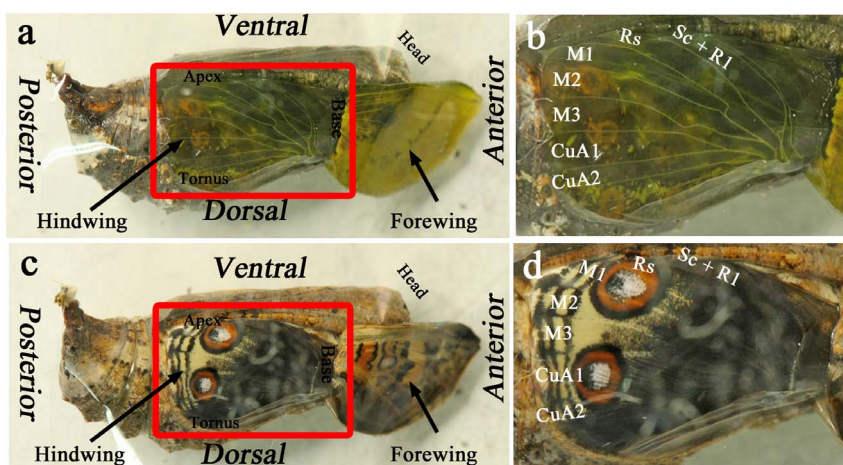 a
Ventral
Head
Posterior
Apex
Base
Anterior
Tornus
Hindwing
Dorsal
Forewing
b
M1
Rs
Sc + R1
M2
M3
CuA1
CuA2
c
Ventral
Head
Posterior
Apex
Base
Anterior
Tornus
Hindwing
Dorsal
Forewing
d
M1
Rs
Sc + R1
M2
M3
CuA1
CuA2